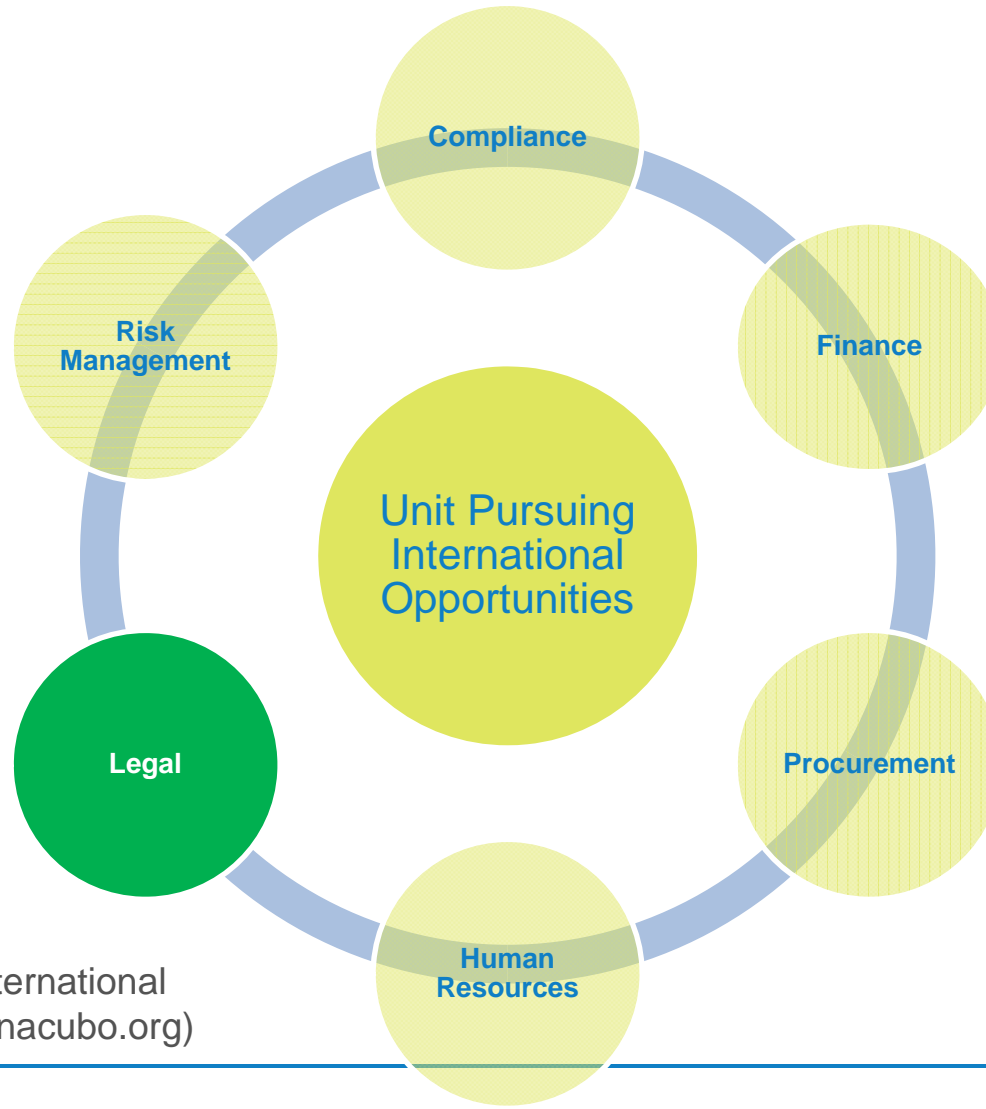 Compliance
Risk
Management
Finance
Unit Pursuing
International
Opportunities
Legal
Procurement
Human
Resources
ternational
nacubo.org)